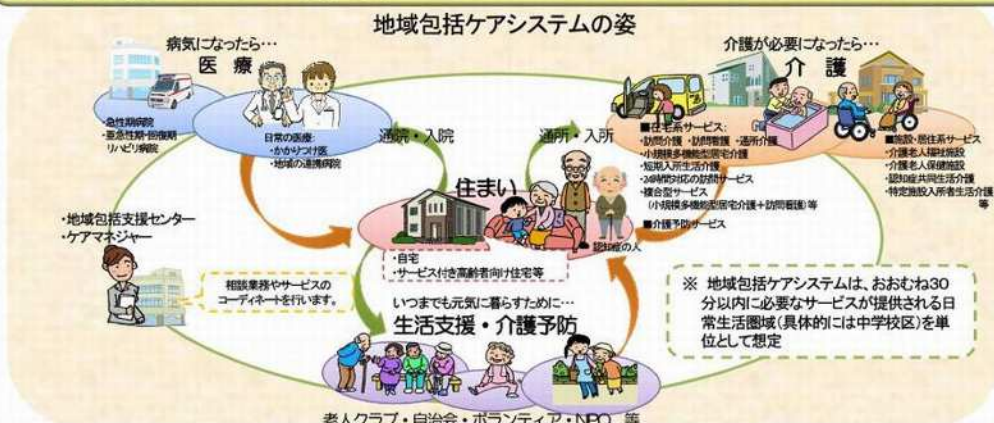 地域包括ケアシステムの姿
病気になったら…
医 療
・急性期病院
・亜急性期・回復期
リハビリ病院
日常の医療:
・かかりつけ医
・地域の連携病院
通院・入院
通所・入所
介護が必要になったら…
介 護
■在宅系サービス:
・訪問介護 ・訪問看護 ・通所介護
・小規模多機能型居宅介護
・短期入所生活介護
・24時間対応の訪問サービス
・複合型サービス
(小規模多機能型居宅介護+訪問看護)等
■介護予防サービス
■施設・居住系サービス
・介護老人福祉施設
・介護老人保健施設
・認知症共同生活介護
・特定施設入所者生活介護
等
住まい
・自宅
・サービス付き高齢者向け住宅等
認知症の人
・地域包括支援センター
・ケアマネジャー
相談業務やサービスの
コーディネートを行います。
いつまでも元気に暮らすために…
生活支援・介護予防
老人クラブ・自治会・ボランティア・NPO 等
※ 地域包括ケアシステムは、おおむね30
分以内に必要なサービスが提供される日
常生活圏域(具体的には中学校区)を単
位として想定